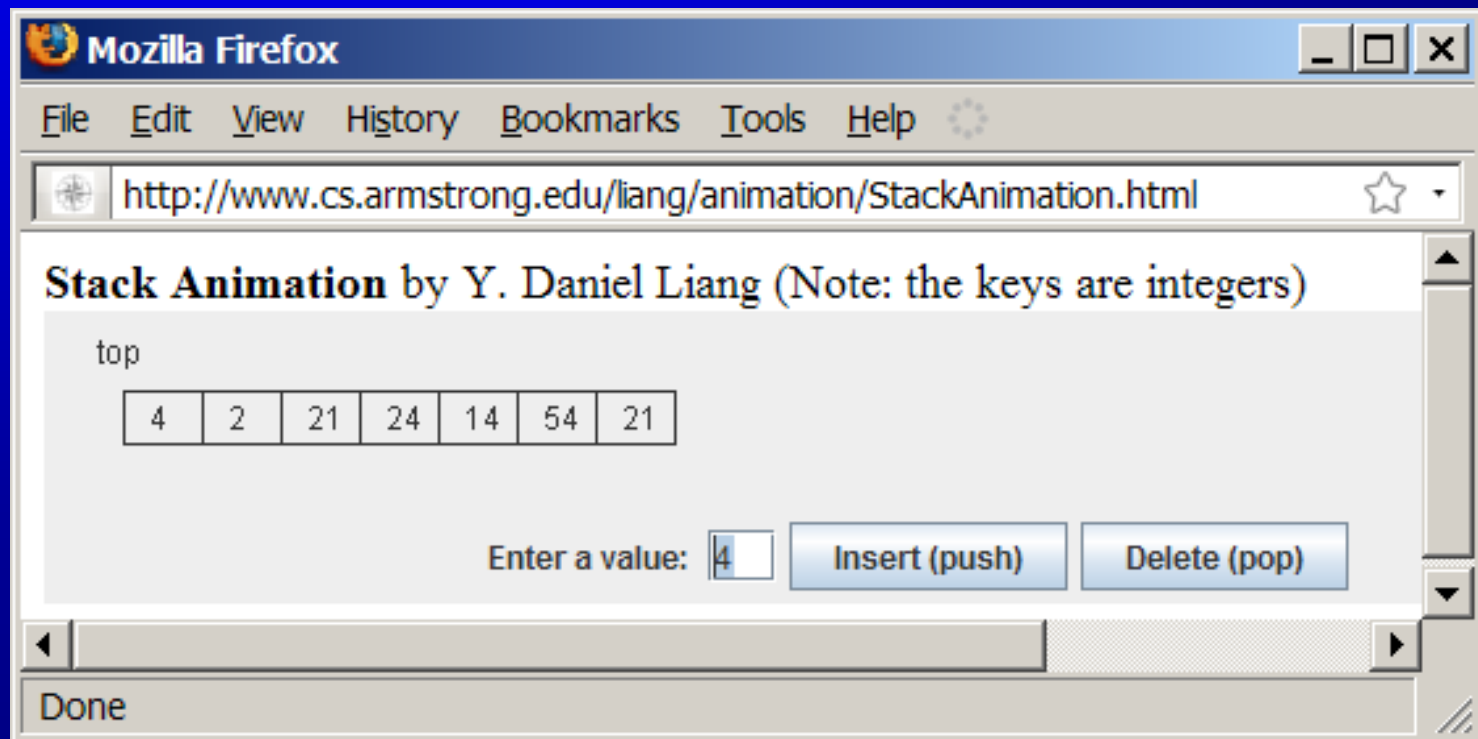 Mozilla Firefox
File Edit View History Bookmarks Tools Help
http://www.cs.armstrong.edu/liang/animation/StackAnimation.html
Stack Animation by Y. Daniel Liang (Note: the keys are integers)
top
4 2 21 24 14 54 21
Enter a value: 4 Insert (push) Delete (pop)
Done